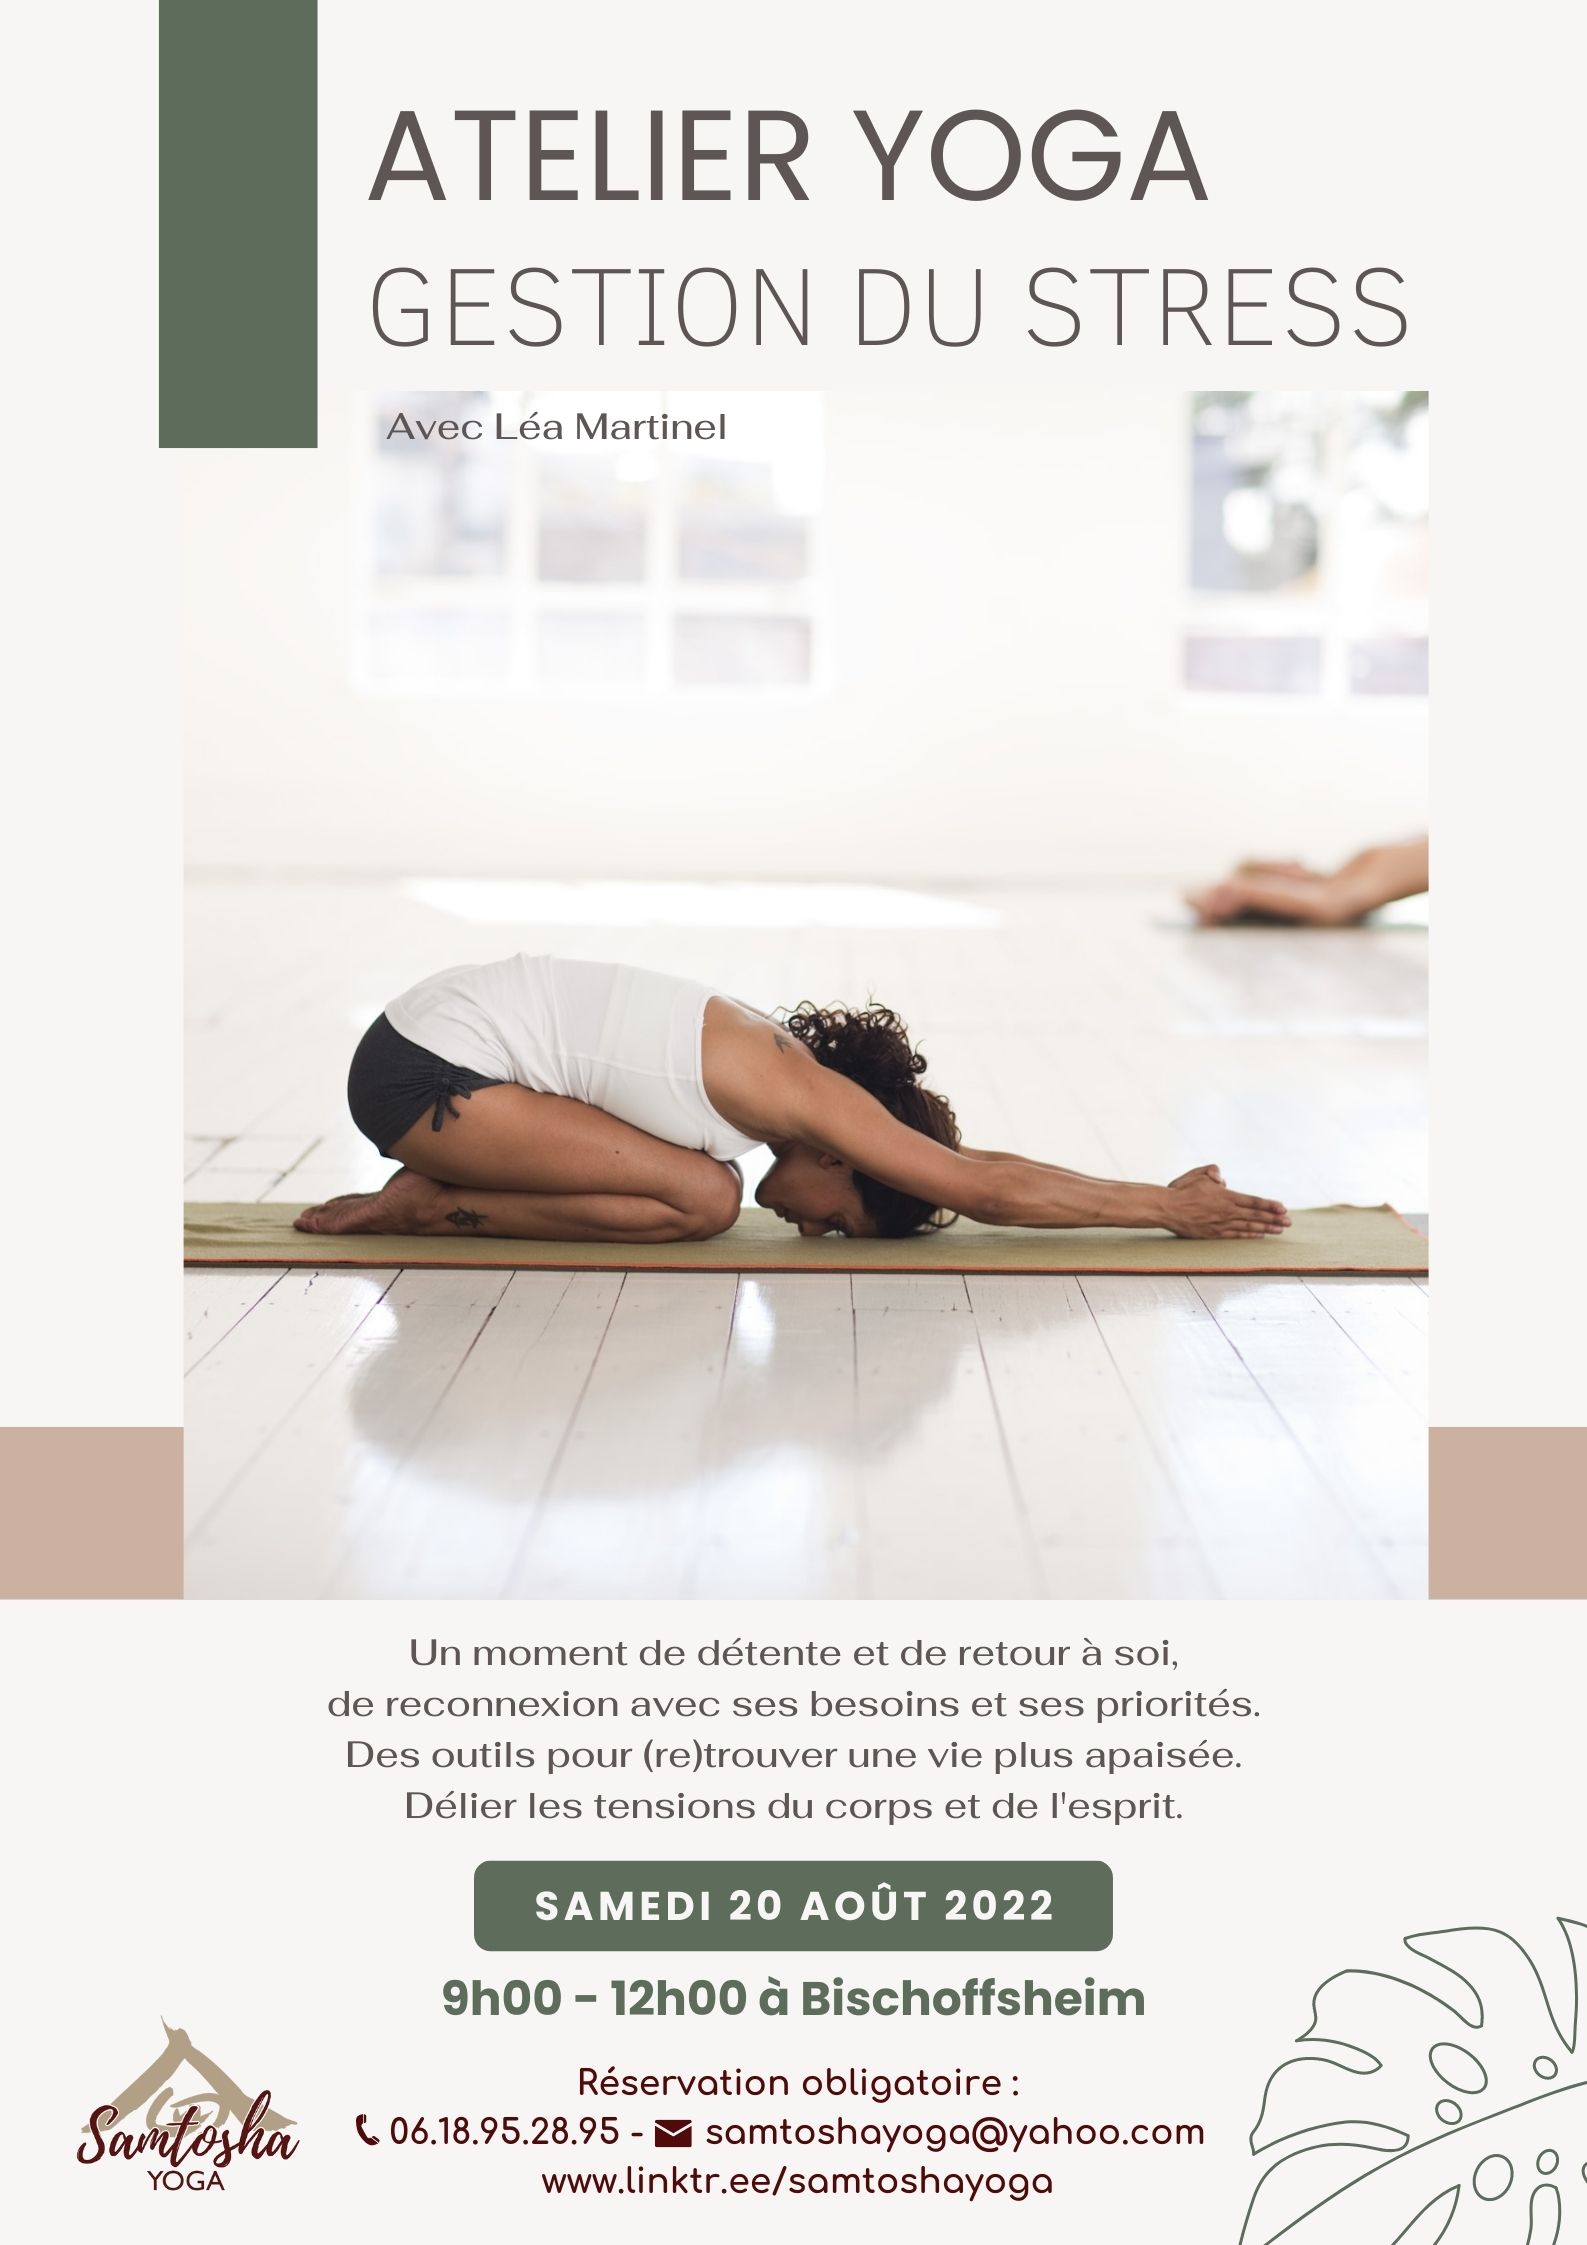 ATELIER YOGA
GESTION DU STRESS
Avec Léa Martinel
Un moment de détente et de retour à soi,
de reconnexion avec ses besoins et ses priorités.
Des outils pour (re)trouver une vie plus apaisée.
Délier les tensions du corps et de l'esprit.
SAMEDI 20 AOÛT 2022
9h00 - 12h00 à Bischoffsheim
Réservation obligatoire :
06.18.95.28.95 - samtoshayoga@yahoo.com
www.linktr.ee/samtoshayoga
Samtosha
YOGA